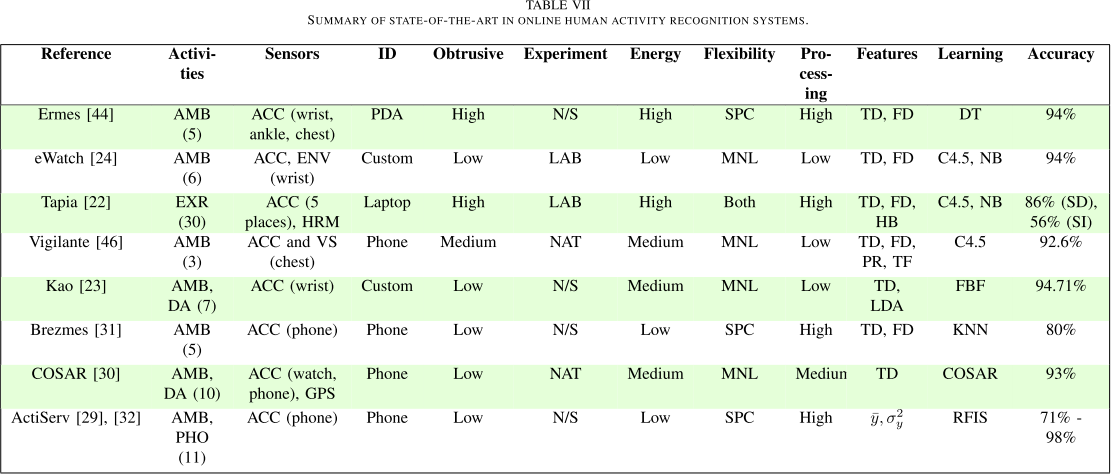 TABLE VII
SUMMARY OF STATE-OF-THE-ART IN ONLINE HUMAN ACTIVITY RECOGNITION SYSTEMS.
Reference Activi- Sensors ID Obtrusive Experiment Energy Flexibility Pro- Features Learning Accuracy
ties cess-
ing
Ermes [44] AMB ACC (wrist, PDA High N/S High SPC High TD, FD DT 94%
(5) ankle, chest)
eWatch [24] AMB ACC, ENV Custom Low LAB Low MNL Low TD, FD C4.5, NB 94%
(6) (wrist)
Tapia [22] EXR ACC (5 Laptop High LAB High Both High TD, FD, C4.5, NB 86% (SD),
(30) places), HRM HB 56% (SI)
Vigilante [46] AMB ACC and VS Phone Medium NAT Medium MNL Low TD, FD, C4.5 92.6%
(3) (chest) PR, TF
Kao [23] AMB, ACC (wrist) Custom Low N/S Medium MNL Low TD, FBF 94.71%
DA (7) LDA
Brezmes [31] AMB ACC (phone) Phone Low N/S Low SPC High TD, FD KNN 80%
(5)
COSAR [30] AMB, ACC (watch, Phone Low NAT Medium MNL Mediun TD COSAR 93%
DA (10) phone), GPS
ActiServ [29], [32] AMB, ACC (phone) Phone Low N/S Low SPC High ȳ, σ²y RFIS 71% -
PHO 98%
(11)